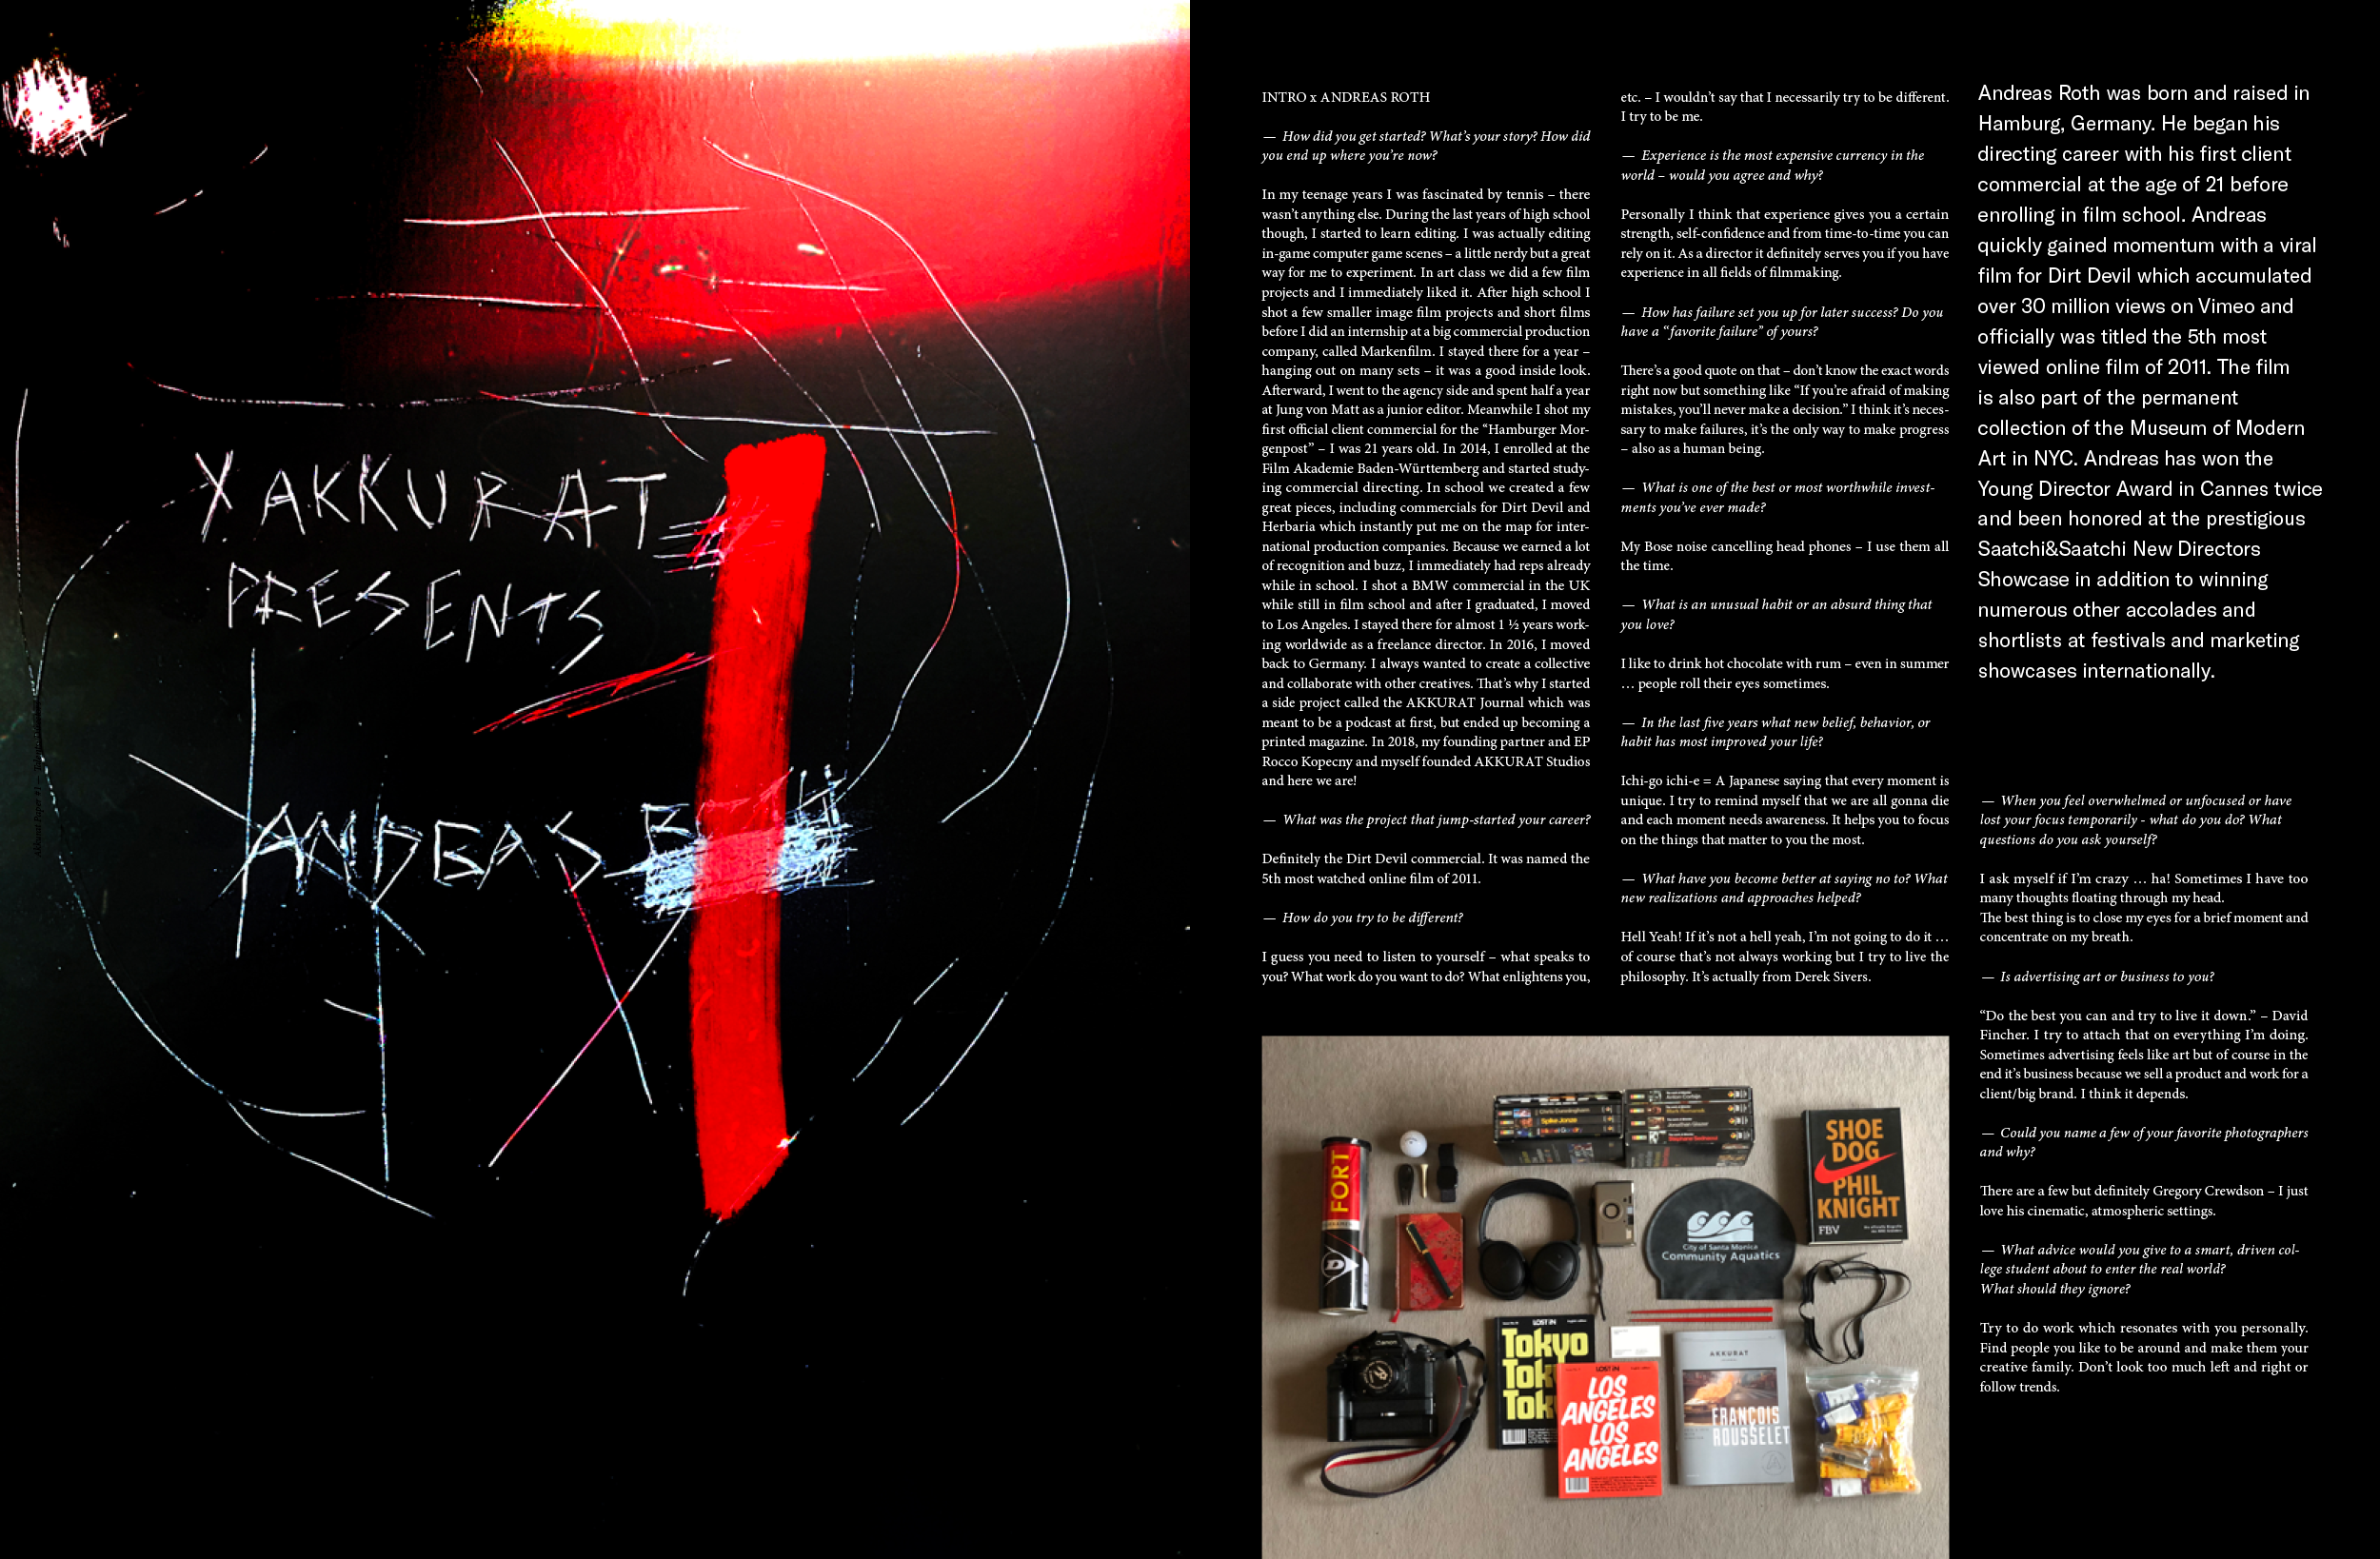 X AKKURAT
PRESENTS
ANDREAS
Akkurat Paper #1 —
INTRO x ANDREAS ROTH
— How did you get started? What’s your story? How did
you end up where you’re now?
In my teenage years I was fascinated by tennis – there
wasn’t anything else. During the last years of high school
though, I started to learn editing. I was actually editing
in-game computer game scenes – a little nerdy but a great
way for me to experiment. In art class we did a few film
projects and I immediately liked it. After high school I
shot a few smaller image film projects and short films
before I did an internship at a big commercial production
company, called Markenfilm. I stayed there for a year –
hanging out on many sets – it was a good inside look.
Afterward, I went to the agency side and spent half a year
at Jung von Matt as a junior editor. Meanwhile I shot my
first official client commercial for the “Hamburger Mor-
genpost” – I was 21 years old. In 2014, I enrolled at the
Film Akademie Baden-Württemberg and started study-
ing commercial directing. In school we created a few
great pieces, including commercials for Dirt Devil and
Herbaria which instantly put me on the map for inter-
national production companies. Because we earned a lot
of recognition and buzz, I immediately had reps already
while in school. I shot a BMW commercial in the UK
while still in film school and after I graduated, I moved
to Los Angeles. I stayed there for almost 1 ½ years work-
ing worldwide as a freelance director. In 2016, I moved
back to Germany. I always wanted to create a collective
and collaborate with other creatives. That’s why I started
a side project called the AKKURAT Journal which was
meant to be a podcast at first, but ended up becoming a
printed magazine. In 2018, my founding partner and EP
Rocco Kopecny and myself founded AKKURAT Studios
and here we are!
— What was the project that jump-started your career?
Definitely the Dirt Devil commercial. It was named the
5th most watched online film of 2011.
— How do you try to be different?
I guess you need to listen to yourself – what speaks to
you? What work do you want to do? What enlightens you,
etc. – I wouldn’t say that I necessarily try to be different.
I try to be me.
— Experience is the most expensive currency in the
world – would you agree and why?
Personally I think that experience gives you a certain
strength, self-confidence and from time-to-time you can
rely on it. As a director it definitely serves you if you have
experience in all fields of filmmaking.
— How has failure set you up for later success? Do you
have a “favorite failure” of yours?
There’s a good quote on that – don’t know the exact words
right now but something like “If you’re afraid of making
mistakes, you’ll never make a decision.” I think it’s neces-
sary to make failures, it’s the only way to make progress
– also as a human being.
— What is one of the best or most worthwhile invest-
ments you’ve ever made?
My Bose noise cancelling head phones – I use them all
the time.
— What is an unusual habit or an absurd thing that
you love?
I like to drink hot chocolate with rum – even in summer
… people roll their eyes sometimes.
— In the last five years what new belief, behavior, or
habit has most improved your life?
Ichi-go ichi-e = A Japanese saying that every moment is
unique. I try to remind myself that we are all gonna die
and each moment needs awareness. It helps you to focus
on the things that matter to you the most.
— What have you become better at saying no to? What
new realizations and approaches helped?
Hell Yeah! If it’s not a hell yeah, I’m not going to do it …
of course that’s not always working but I try to live the
philosophy. It’s actually from Derek Sivers.
Andreas Roth was born and raised in
Hamburg, Germany. He began his
directing career with his first client
commercial at the age of 21 before
enrolling in film school. Andreas
quickly gained momentum with a viral
film for Dirt Devil which accumulated
over 30 million views on Vimeo and
officially was titled the 5th most
viewed online film of 2011. The film
is also part of the permanent
collection of the Museum of Modern
Art in NYC. Andreas has won the
Young Director Award in Cannes twice
and been honored at the prestigious
Saatchi&Saatchi New Directors
Showcase in addition to winning
numerous other accolades and
shortlists at festivals and marketing
showcases internationally.
— When you feel overwhelmed or unfocused or have
lost your focus temporarily - what do you do? What
questions do you ask yourself?
I ask myself if I’m crazy … ha! Sometimes I have too
many thoughts floating through my head.
The best thing is to close my eyes for a brief moment and
concentrate on my breath.
— Is advertising art or business to you?
“Do the best you can and try to live it down.” – David
Fincher. I try to attach that on everything I’m doing.
Sometimes advertising feels like art but of course in the
end it’s business because we sell a product and work for a
client/big brand. I think it depends.
— Could you name a few of your favorite photographers
and why?
There are a few but definitely Gregory Crewdson – I just
love his cinematic, atmospheric settings.
— What advice would you give to a smart, driven col-
lege student about to enter the real world?
What should they ignore?
Try to do work which resonates with you personally.
Find people you like to be around and make them your
creative family. Don’t look too much left and right or
follow trends.
FORT
D
Chris Cunningham
Spike Jonze
Anton Corbijn
Mark Romanek
Jonathan Glazer
Stéphane Sednaoui
SHOE
DOG
PHIL
KNIGHT
FBV
City of Santa Monica
Community Aquatics
Canon
LOST iN
Tokyo
Tok
Tok
LOST iN
LOS
ANGELES
LOS
ANGELES
AKKURAT
FRANÇOIS
ROUSSELET